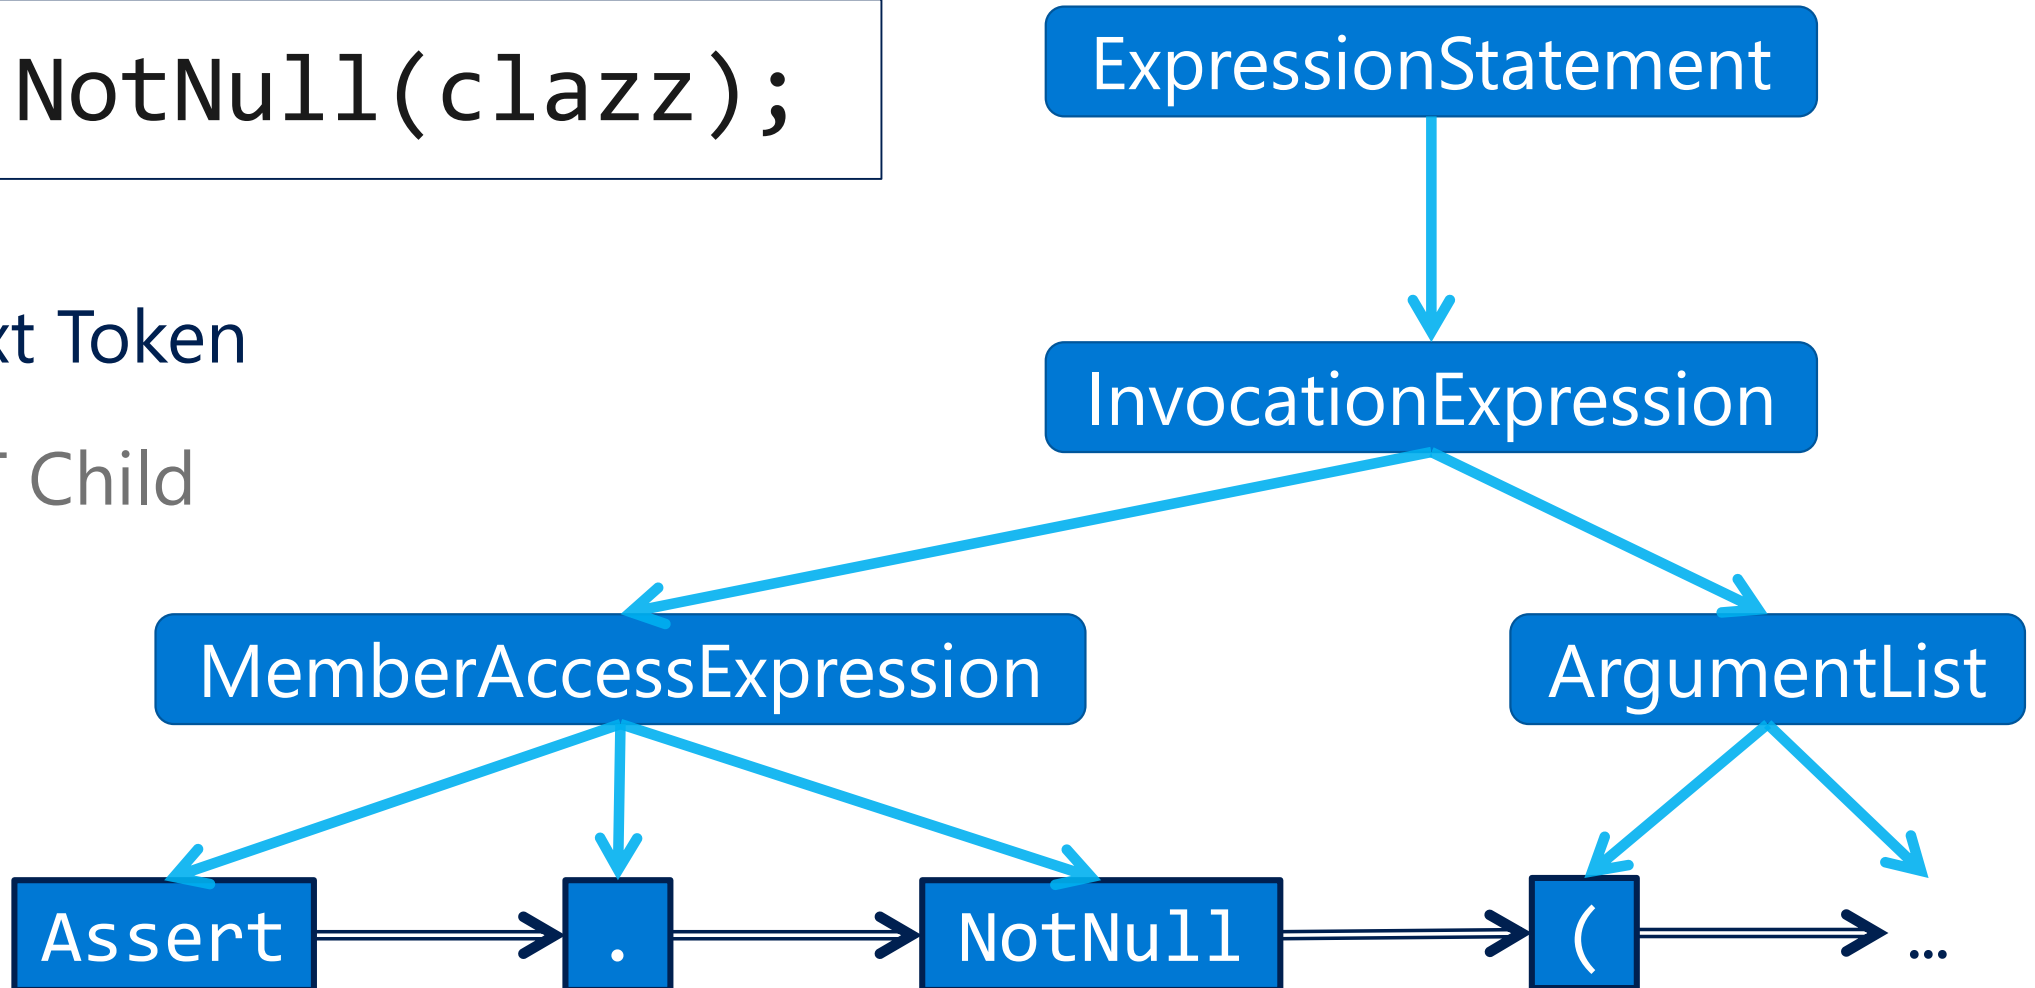 NotNull(clazz);
ExpressionStatement
xt Token
InvocationExpression
Child
MemberAccessExpression
ArgumentList
Assert
.
NotNull
(
...